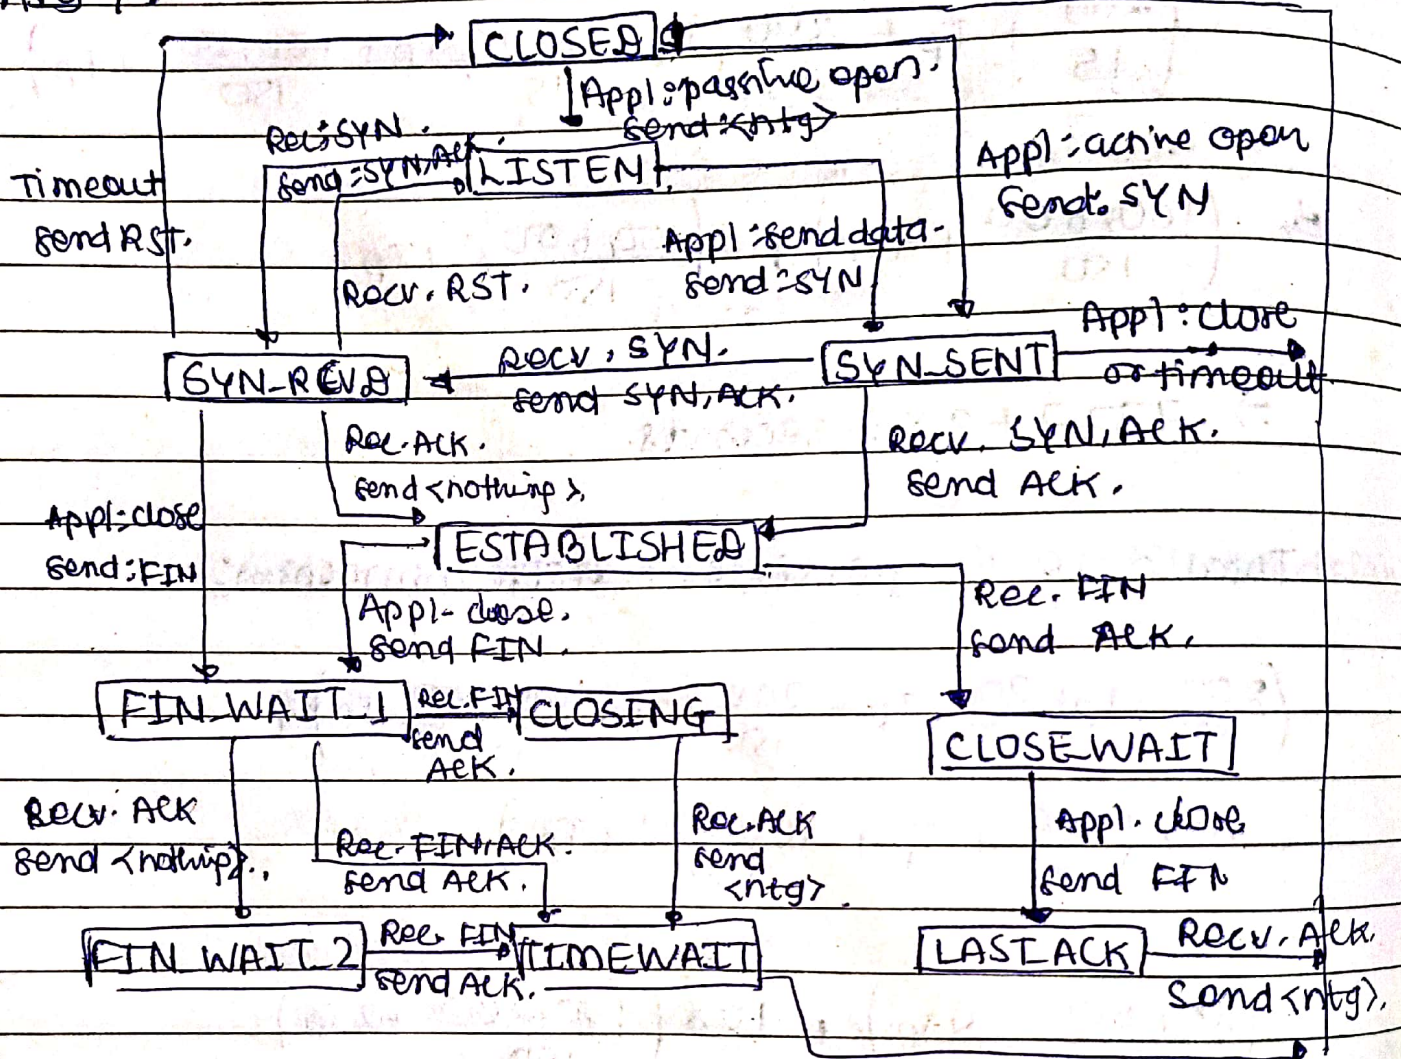 CLOSED
Appl:passive open.
send:<ntg>
Rec:SYN.
send:SYN,ACK.
LISTEN
Appl:active open
send: SYN
Timeout
send RST.
Appl:send data-
send:SYN
Recv. RST.
Appl:close
or timeout
SYN_RCVD
Recv, SYN.
send SYN,ACK.
SYN_SENT
Rec.ACK.
send<nothing>.
Recv. SYN,ACK.
send ACK.
Appl:close
send:FIN
ESTABLISHED
Appl- close.
send FIN.
Rec. FIN
send ACK.
FIN_WAIT_1
Rec.FIN
send
ACK.
CLOSING
CLOSE_WAIT
Recv. ACK
send <nothing>..
Rec. FIN,ACK.
send ACK.
Rec.ACK
send
<ntg>.
Appl. close
send FIN
FIN_WAIT_2
Rec. FIN
send ACK.
TIMEWAIT
LAST_ACK
Recv. ACK.
Send<ntg>.